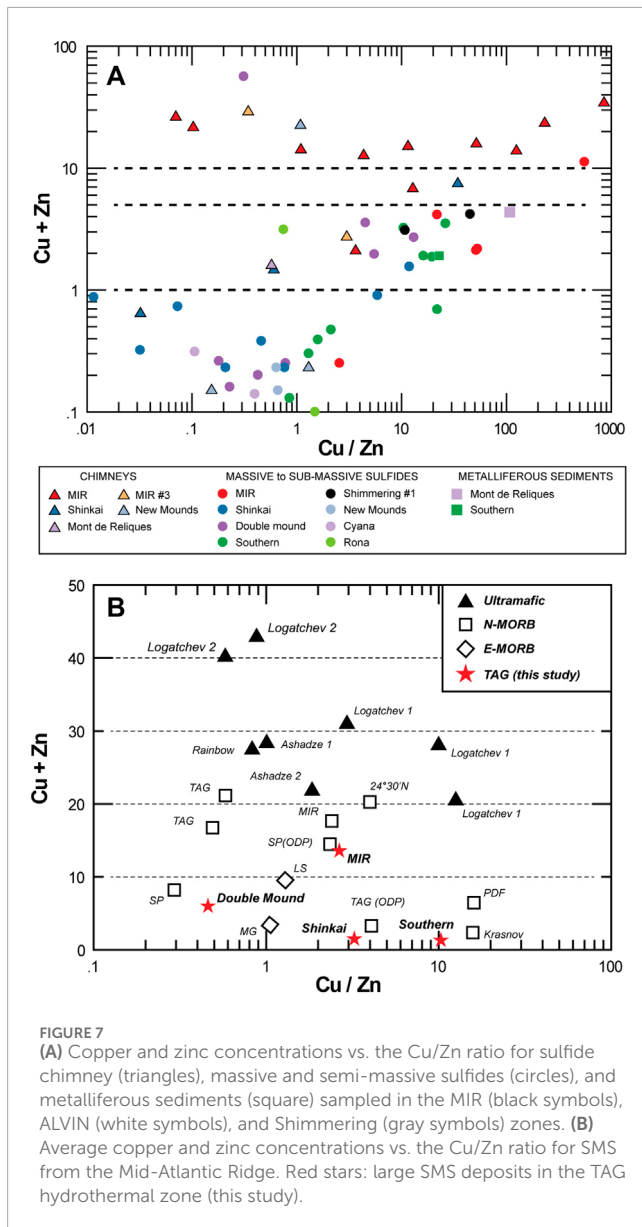 A
100
10
1
.1
Cu + Zn
.01
.1
1
10
100
1000
Cu / Zn
CHIMNEYS
MIR
MIR #3
Shinkai
New Mounds
Mont de Reliques
MASSIVE to SUB-MASSIVE SULFIDES
MIR
Shimmering #1
Shinkai
New Mounds
Double mound
Cyana
Southern
Rona
METALLIFEROUS SEDIMENTS
Mont de Reliques
Southern
B
50
40
30
20
10
0
Cu + Zn
Ultramafic
N-MORB
E-MORB
TAG (this study)
Logatchev 2
Logatchev 2
Logatchev 1
Rainbow
Ashadze 1
Logatchev 1
Ashadze 2
24°30'N
TAG
MIR
Logatchev 1
TAG
SP(ODP)
MIR
LS
SP
Double Mound
TAG (ODP)
PDF
MG
Shinkai
Southern
Krasnov
.1
1
10
100
Cu / Zn
FIGURE 7
(A) Copper and zinc concentrations vs. the Cu/Zn ratio for sulfide
chimney (triangles), massive and semi-massive sulfides (circles), and
metalliferous sediments (square) sampled in the MIR (black symbols),
ALVIN (white symbols), and Shimmering (gray symbols) zones. (B)
Average copper and zinc concentrations vs. the Cu/Zn ratio for SMS
from the Mid-Atlantic Ridge. Red stars: large SMS deposits in the TAG
hydrothermal zone (this study).